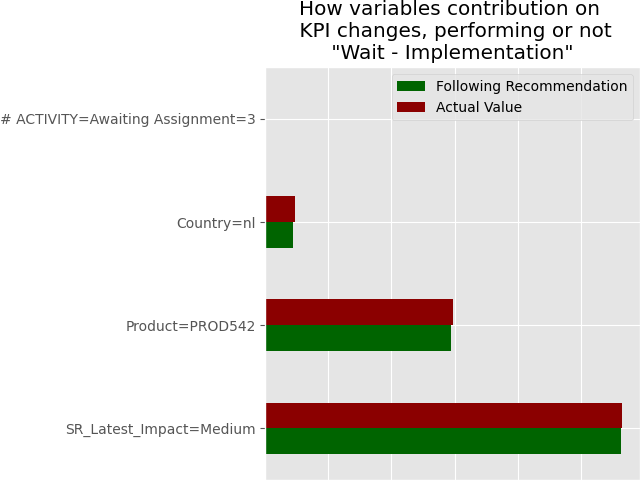 How variables contribution on
KPI changes, performing or not
"Wait - Implementation"
Following Recommendation
Actual Value
# ACTIVITY=Awaiting Assignment=3
Country=nl
Product=PROD542
SR_Latest_Impact=Medium